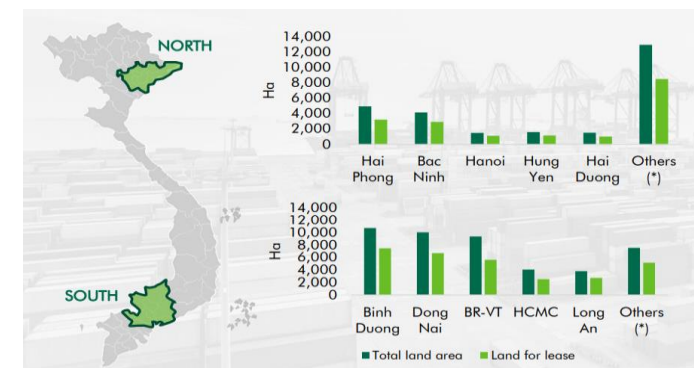 NORTH
Ha
14,000
12,000
10,000
8,000
6,000
4,000
2,000
0
Hai Phong
Bac Ninh
Hanoi
Hung Yen
Hai Duong
Others (*)
SOUTH
Ha
14,000
12,000
10,000
8,000
6,000
4,000
2,000
0
Binh Duong
Dong Nai
BR-VT
HCMC
Long An
Others (*)
Total land area
Land for lease